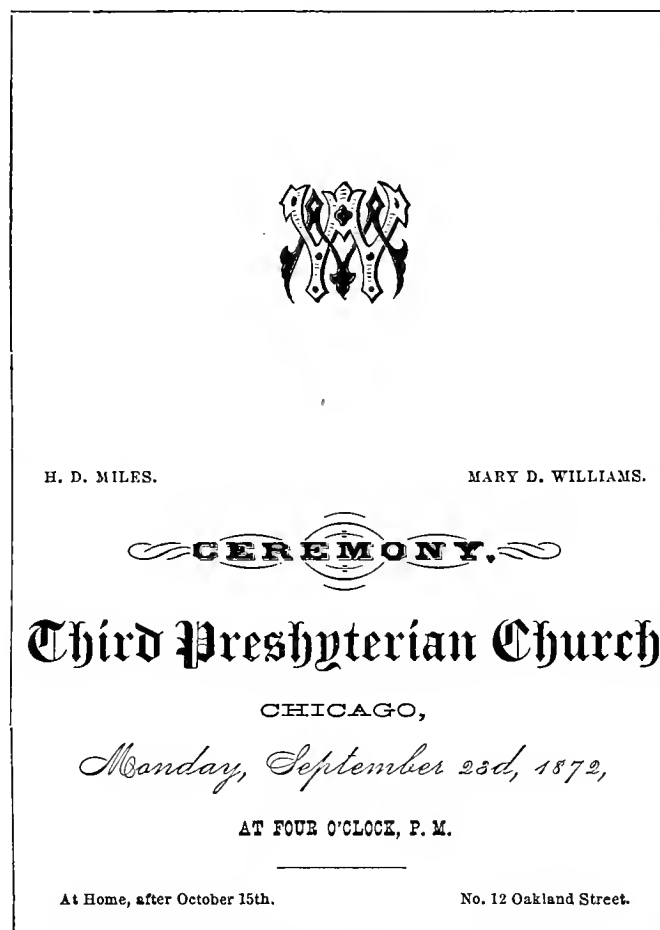 MW
H. D. MILES. MARY D. WILLIAMS.
CEREMONY.
Third Presbyterian Church
CHICAGO,
Monday, September 23d, 1872,
AT FOUR O'CLOCK, P. M.
At Home, after October 15th. No. 12 Oakland Street.